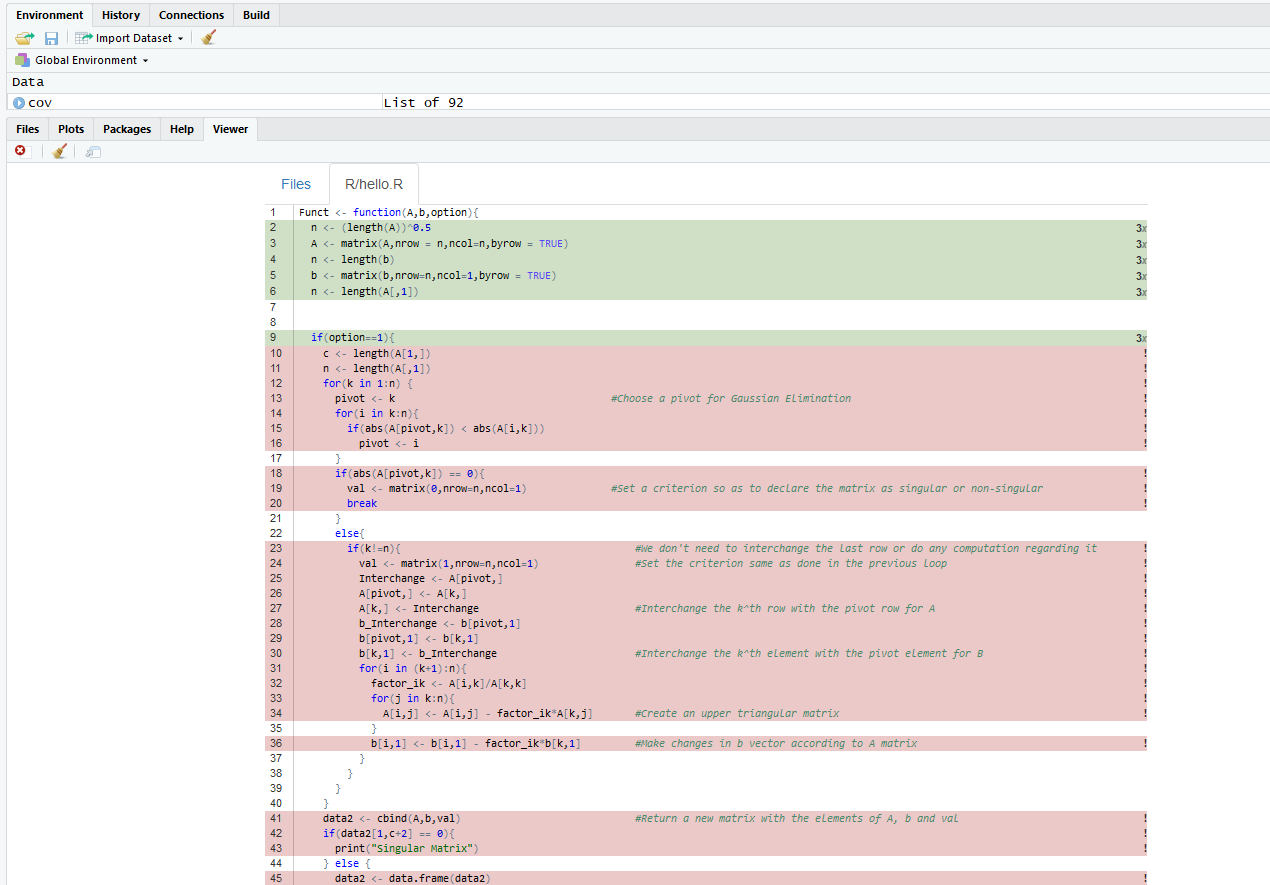 Environment History Connections Build
Import Dataset
Global Environment
Data
cov List of 92
Files Plots Packages Help Viewer
Files R/hello.R
1 Funct <- function(A,b,option){
2 n <- (length(A))^0.5 3x
3 A <- matrix(A,nrow = n,ncol=n,byrow = TRUE) 3x
4 n <- length(b) 3x
5 b <- matrix(b,nrow=n,ncol=1,byrow = TRUE) 3x
6 n <- length(A[,1]) 3x
7
8
9 if(option==1){ 3x
10 c <- length(A[1,]) !
11 n <- length(A[,1]) !
12 for(k in 1:n) { !
13 pivot <- k #Choose a pivot for Gaussian Elimination !
14 for(i in k:n){ !
15 if(abs(A[pivot,k]) < abs(A[i,k])) !
16 pivot <- i !
17 }
18 if(abs(A[pivot,k]) == 0){ !
19 val <- matrix(0,nrow=n,ncol=1) #Set a criterion so as to declare the matrix as singular or non-singular !
20 break !
21 }
22 else{
23 if(k!=n){ #We don't need to interchange the last row or do any computation regarding it !
24 val <- matrix(1,nrow=n,ncol=1) #Set the criterion same as done in the previous loop !
25 Interchange <- A[pivot,] !
26 A[pivot,] <- A[k,] !
27 A[k,] <- Interchange #Interchange the k^th row with the pivot row for A !
28 b_Interchange <- b[pivot,1] !
29 b[pivot,1] <- b[k,1] !
30 b[k,1] <- b_Interchange #Interchange the k^th element with the pivot element for B !
31 for(i in (k+1):n){ !
32 factor_ik <- A[i,k]/A[k,k] !
33 for(j in k:n){ !
34 A[i,j] <- A[i,j] - factor_ik*A[k,j] #Create an upper triangular matrix !
35 }
36 b[i,1] <- b[i,1] - factor_ik*b[k,1] #Make changes in b vector according to A matrix !
37 }
38 }
39 }
40 }
41 data2 <- cbind(A,b,val) #Return a new matrix with the elements of A, b and val !
42 if(data2[1,c+2] == 0){ !
43 print("Singular Matrix") !
44 } else {
45 data2 <- data.frame(data2) !